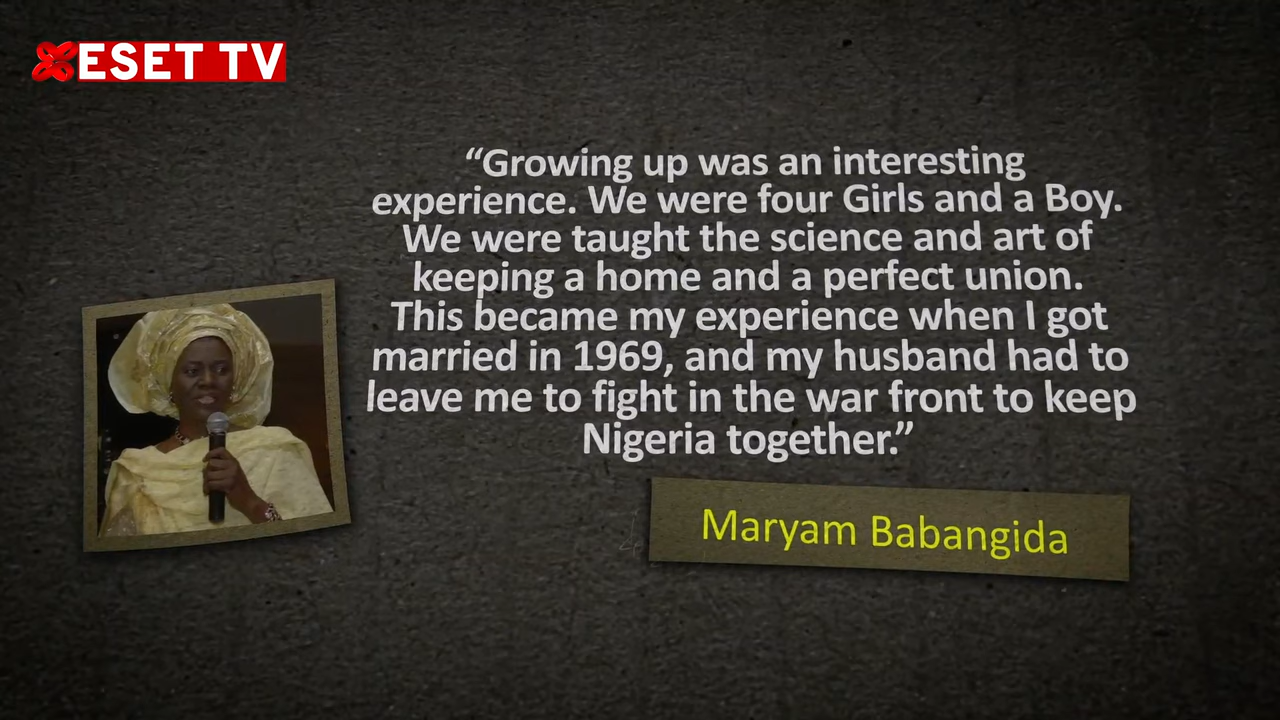 ESET TV
“Growing up was an interesting
experience. We were four Girls and a Boy.
We were taught the science and art of
keeping a home and a perfect union.
This became my experience when I got
married in 1969, and my husband had to
leave me to fight in the war front to keep
Nigeria together.”
Maryam Babangida